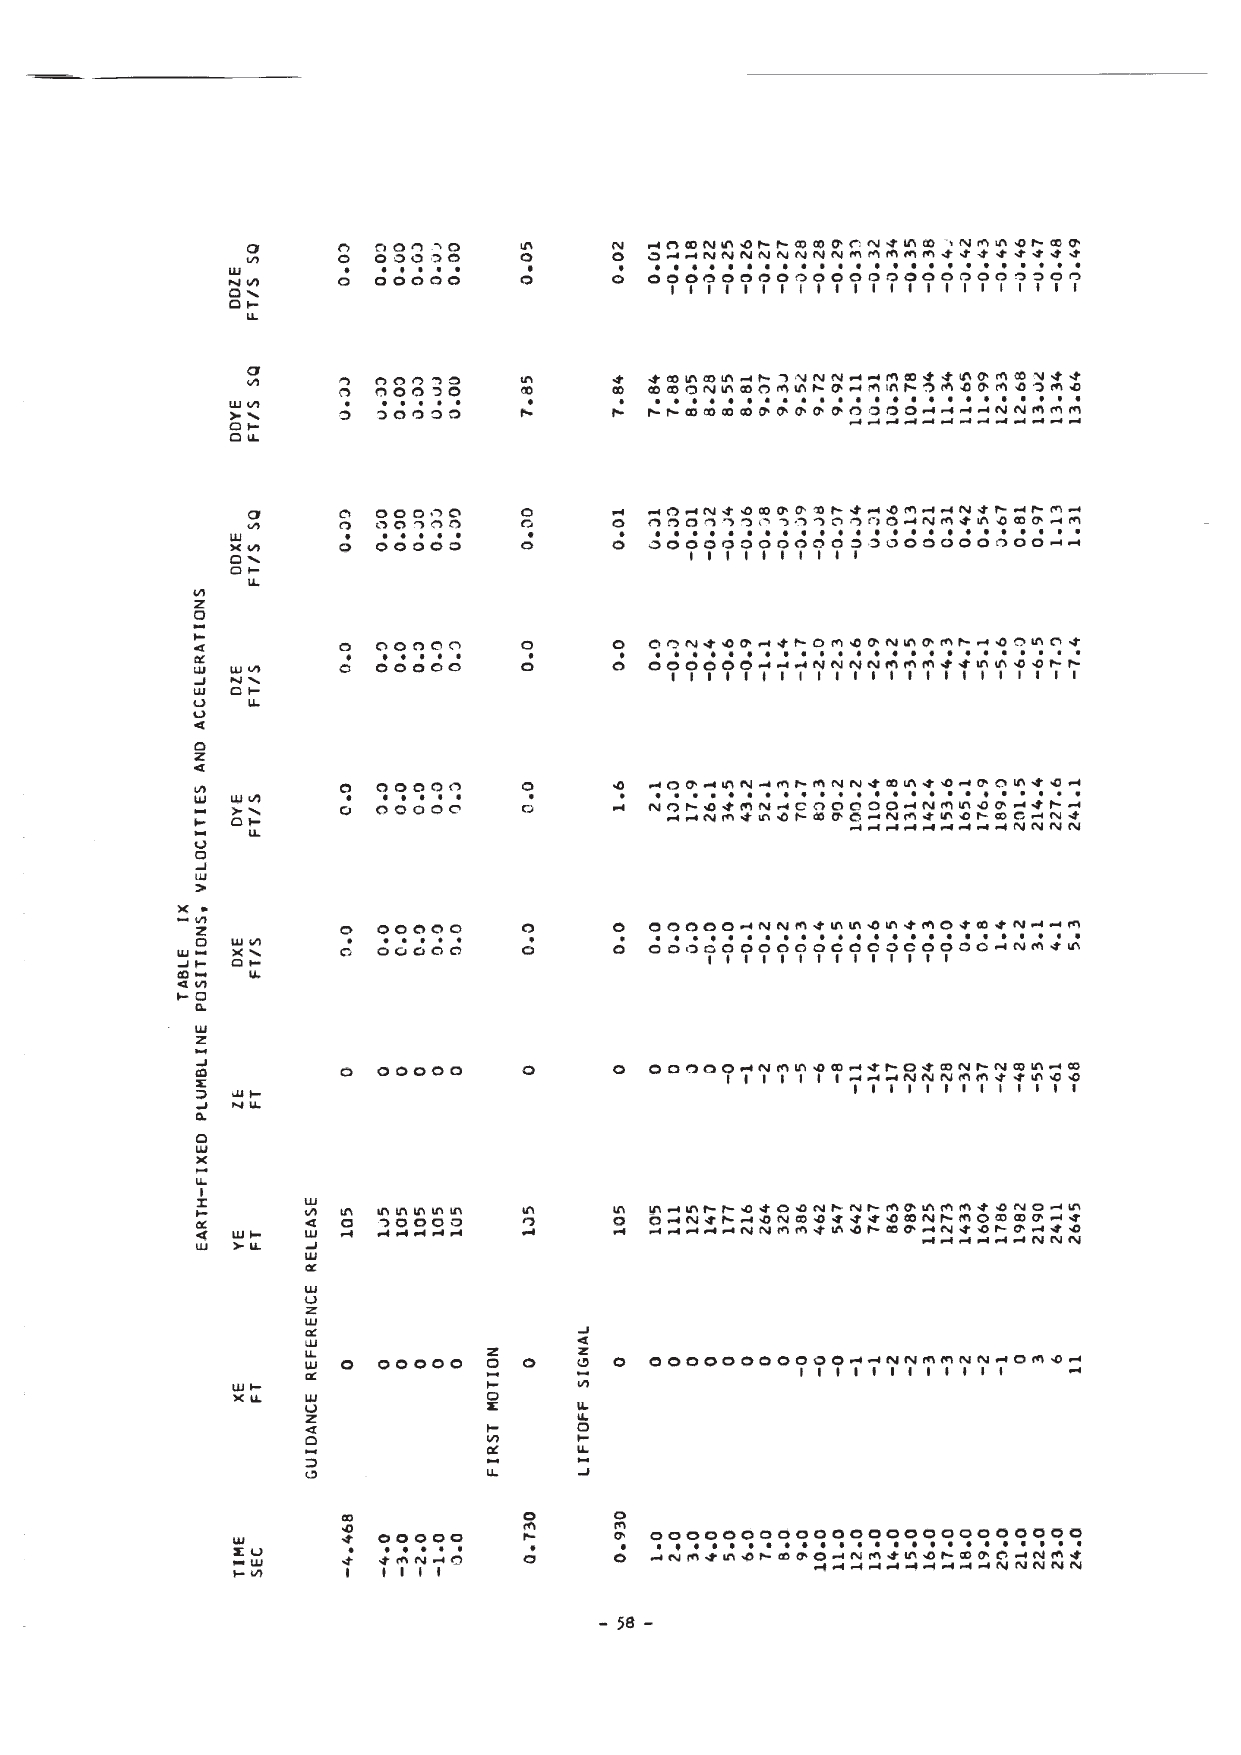 TABLE IX
EARTH-FIXED PLUMBLINE POSITIONS, VELOCITIES AND ACCELERATIONS
TIME XE YE ZE DXE DYE DZE DDXE DDYE DDZE
SEC FT FT FT FT/S FT/S FT/S FT/S SQ FT/S SQ FT/S SQ
GUIDANCE REFERENCE RELEASE
-4.468 0 105 0 0.0 0.0 0.0 0.00 0.00 0.00
-4.0 0 105 0 0.0 0.0 0.0 0.00 0.00 0.00
-3.0 0 105 0 0.0 0.0 0.0 0.00 0.00 0.00
-2.0 0 105 0 0.0 0.0 0.0 0.00 0.00 0.00
-1.0 0 105 0 0.0 0.0 0.0 0.00 0.00 0.00
0.0 0 105 0 0.0 0.0 0.0 0.00 0.00 0.00
FIRST MOTION
0.730 0 105 0 0.0 0.0 0.0 0.00 7.85 0.05
LIFTOFF SIGNAL
0.930 0 105 0 0.0 1.6 0.0 0.01 7.84 0.02
1.0 0 105 0 0.0 2.1 0.0 0.01 7.84 0.01
2.0 0 111 0 0.0 10.0 -0.0 0.00 7.88 -0.10
3.0 0 125 0 0.0 17.9 -0.2 -0.01 8.05 -0.18
4.0 0 147 0 -0.0 26.1 -0.4 -0.02 8.28 -0.22
5.0 0 177 -0 -0.0 34.5 -0.6 -0.04 8.55 -0.25
6.0 0 216 -1 -0.1 43.2 -0.9 -0.06 8.81 -0.26
7.0 0 264 -2 -0.2 52.1 -1.1 -0.08 9.07 -0.27
8.0 0 320 -3 -0.2 61.3 -1.4 -0.09 9.30 -0.27
9.0 -0 386 -5 -0.3 70.7 -1.7 -0.09 9.52 -0.28
10.0 -0 462 -6 -0.4 80.3 -2.0 -0.08 9.72 -0.28
11.0 -0 547 -8 -0.5 90.2 -2.3 -0.07 9.92 -0.29
12.0 -1 642 -11 -0.5 100.2 -2.6 -0.04 10.11 -0.30
13.0 -1 747 -14 -0.6 110.4 -2.9 0.01 10.31 -0.32
14.0 -2 863 -17 -0.5 120.8 -3.2 0.06 10.53 -0.34
15.0 -2 989 -20 -0.4 131.5 -3.5 0.13 10.78 -0.35
16.0 -3 1125 -24 -0.3 142.4 -3.9 0.21 11.04 -0.38
17.0 -3 1273 -28 -0.0 153.6 -4.3 0.31 11.34
18.0 -2 1433 -32 0.4 165.1 -4.7 0.42 11.65 -0.42
19.0 -2 1604 -37 0.8 176.9 -5.1 0.54 11.99 -0.43
20.0 -1 1786 -42 1.4 189.0 -5.6 0.67 12.33 -0.45
21.0 0 1982 -48 2.2 201.5 -6.0 0.81 12.68 -0.46
22.0 3 2190 -55 3.1 214.4 -6.5 0.97 13.02 -0.47
23.0 6 2411 -61 4.1 227.6 -7.0 1.13 13.34 -0.48
24.0 11 2645 -68 5.3 241.1 -7.4 1.31 13.64 -0.49
- 58 -